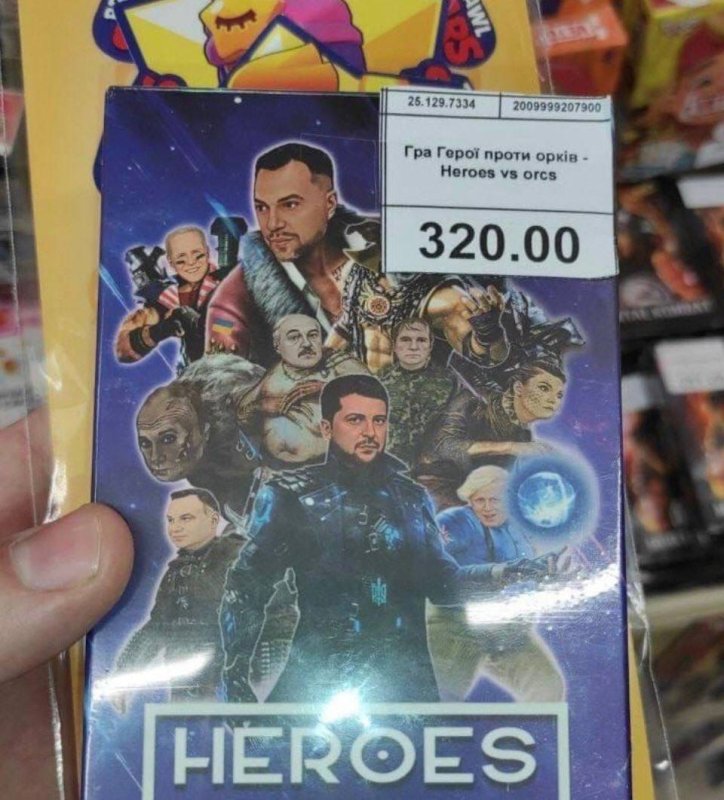 25.129.7334
2009999207900
Гра Герої проти орків -
Heroes vs orcs
320.00
HEROES